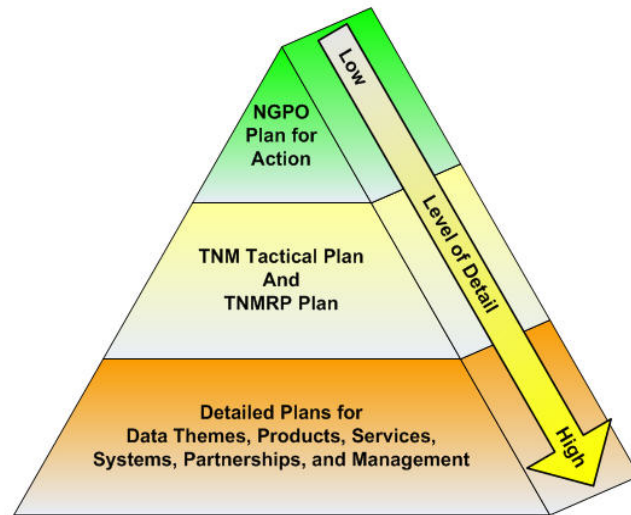 NGPO
Plan for
Action
TNM Tactical Plan
And
TNMRP Plan
Detailed Plans for
Data Themes, Products, Services,
Systems, Partnerships, and Management
Low
Level of Detail
High